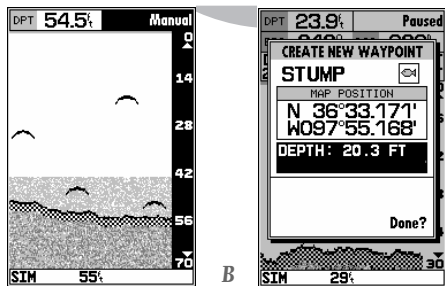 DPT 54.5ft Manual
0
14
28
42
56
70
SIM 55ft
B
DPT 23.9ft Paused
CREATE NEW WAYPOINT
STUMP
MAP POSITION
N 36°33.171'
W097°55.168'
DEPTH: 20.3 FT
Done?
30
SIM 29ft